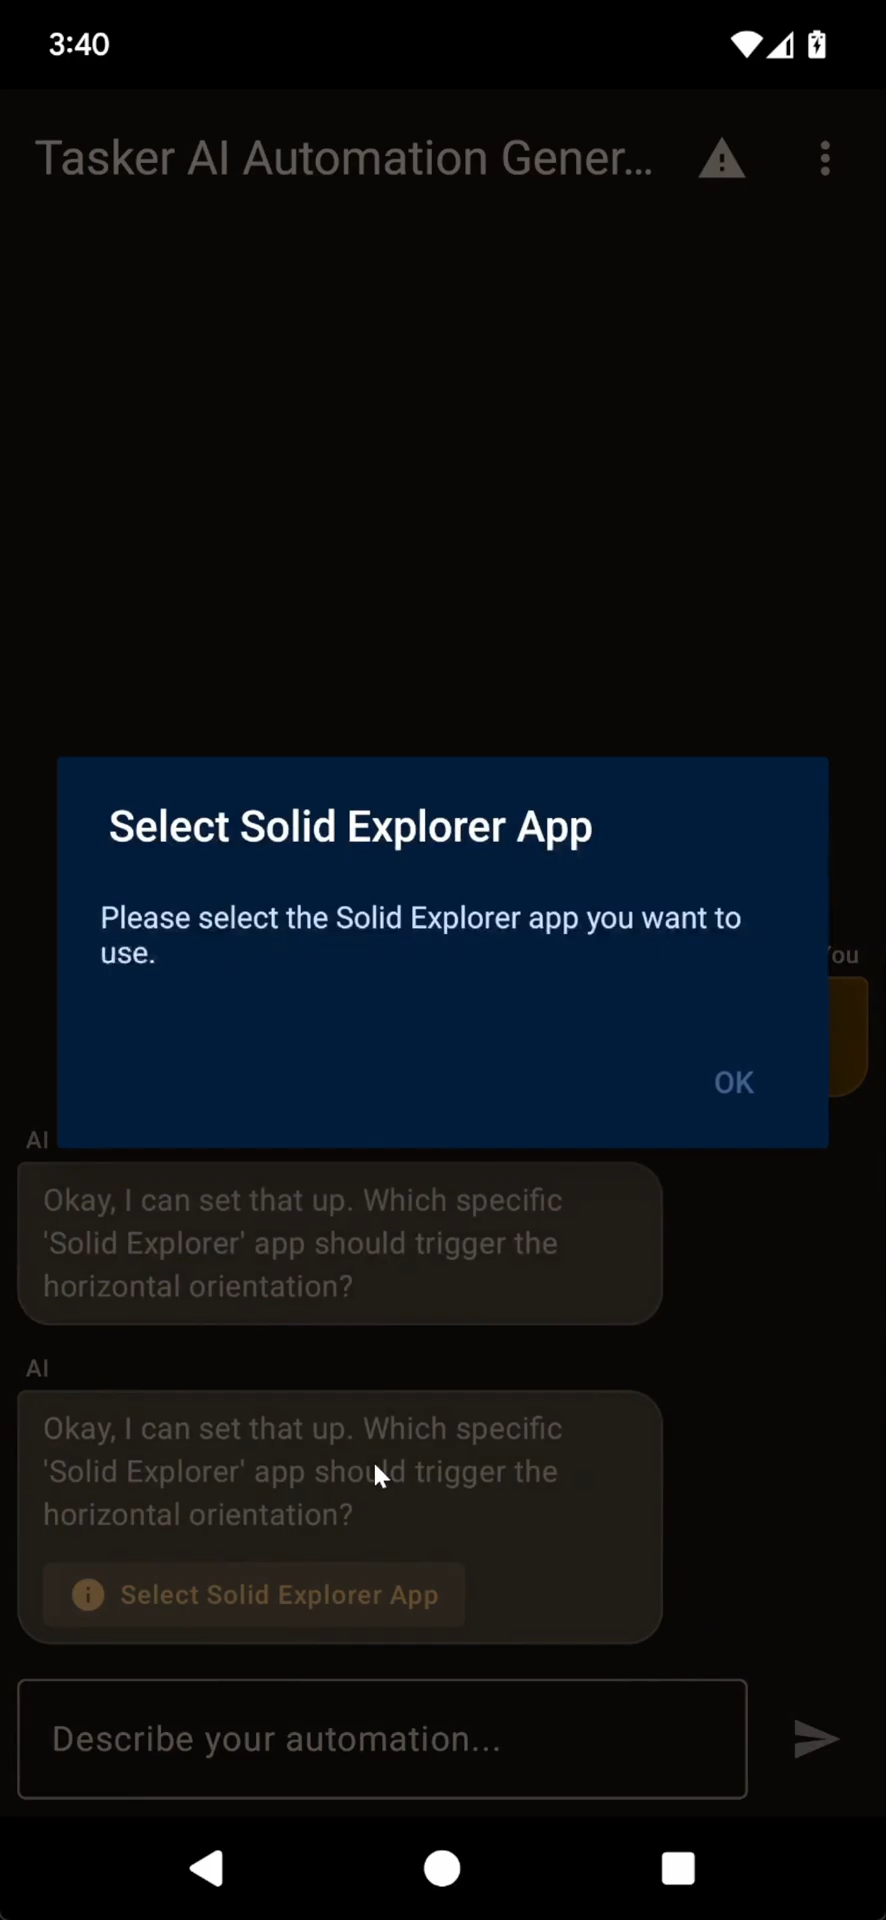 3:40
Tasker AI Automation Gener...
Select Solid Explorer App
Please select the Solid Explorer app you want to
use.
OK
AI
Okay, I can set that up. Which specific
'Solid Explorer' app should trigger the
horizontal orientation?
AI
Okay, I can set that up. Which specific
'Solid Explorer' app should trigger the
horizontal orientation?
Select Solid Explorer App
Describe your automation...